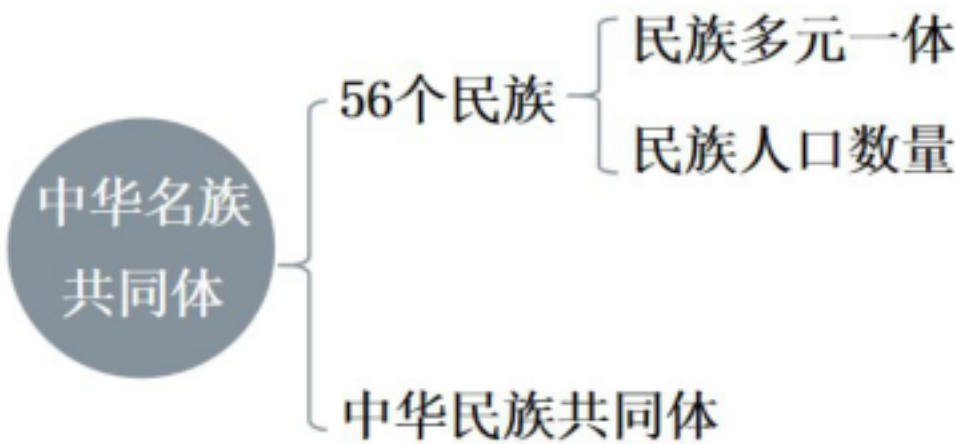 中华名族
共同体
56个民族
民族多元一体
民族人口数量
中华民族共同体